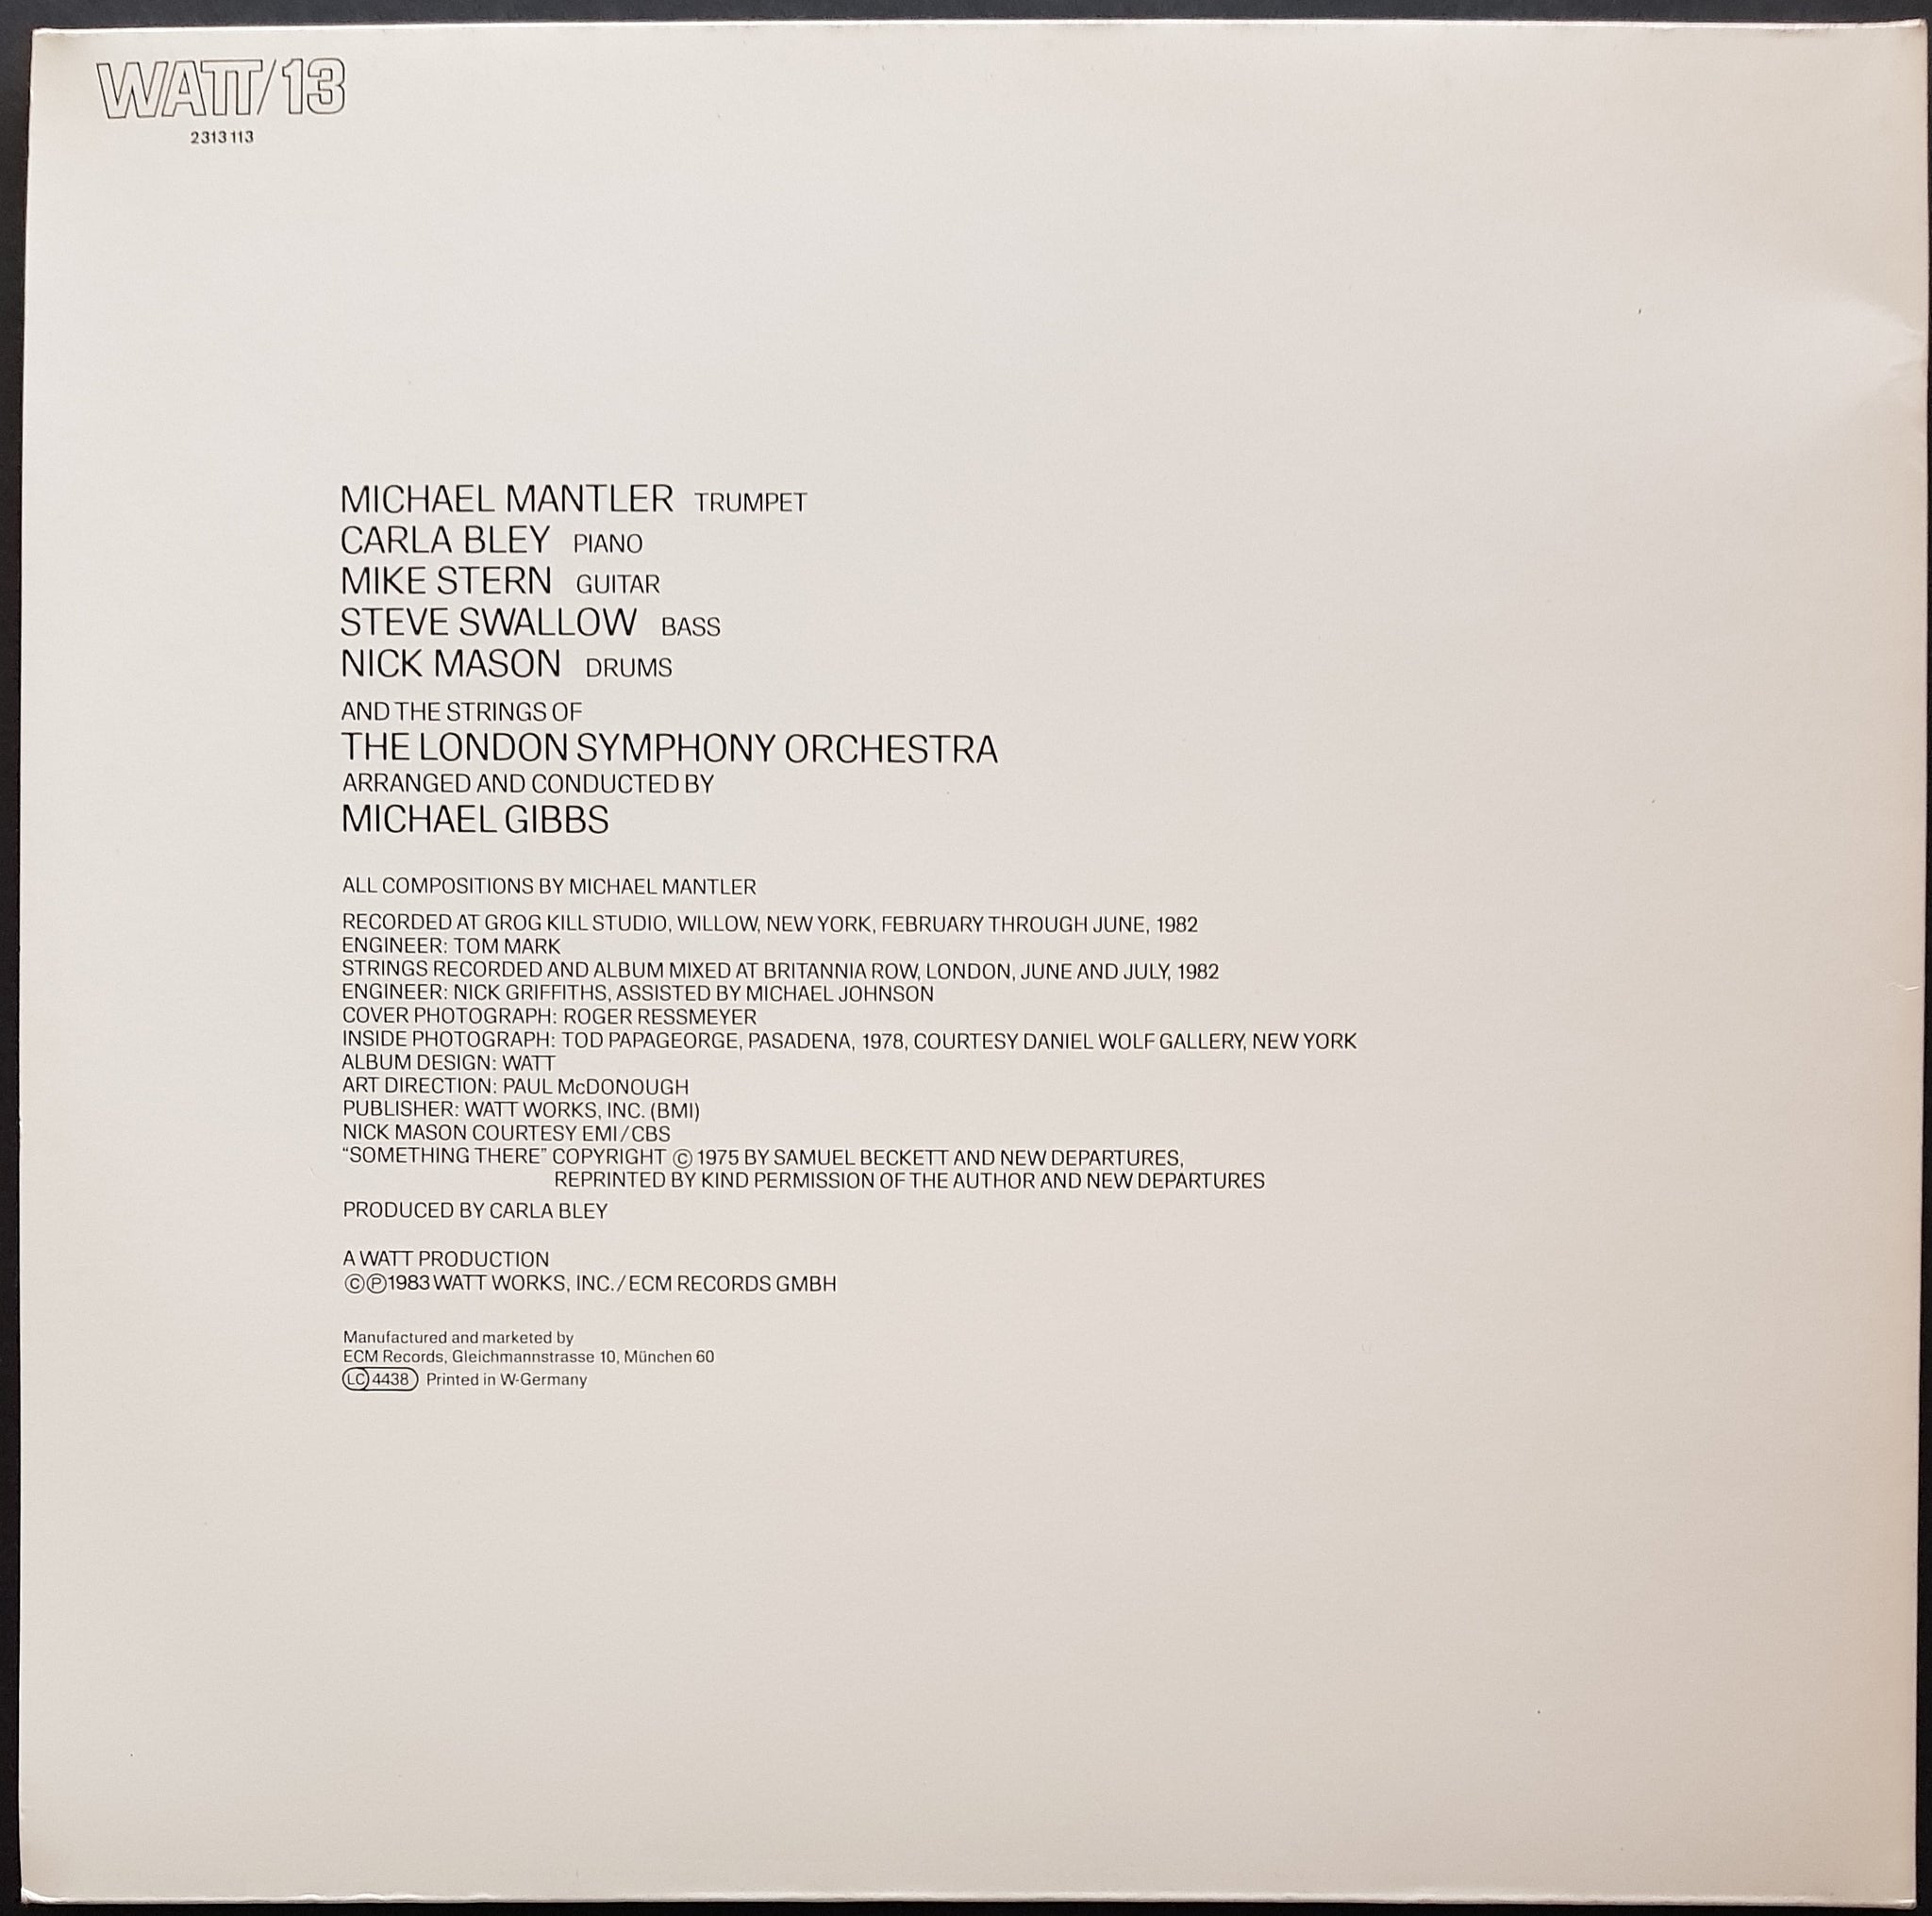 WATT/13
2313 113
MICHAEL MANTLER TRUMPET
CARLA BLEY PIANO
MIKE STERN GUITAR
STEVE SWALLOW BASS
NICK MASON DRUMS
AND THE STRINGS OF
THE LONDON SYMPHONY ORCHESTRA
ARRANGED AND CONDUCTED BY
MICHAEL GIBBS
ALL COMPOSITIONS BY MICHAEL MANTLER
RECORDED AT GROG KILL STUDIO, WILLOW, NEW YORK, FEBRUARY THROUGH JUNE, 1982
ENGINEER: TOM MARK
STRINGS RECORDED AND ALBUM MIXED AT BRITANNIA ROW, LONDON, JUNE AND JULY, 1982
ENGINEER: NICK GRIFFITHS, ASSISTED BY MICHAEL JOHNSON
COVER PHOTOGRAPH: ROGER RESSMEYER
INSIDE PHOTOGRAPH: TOD PAPAGEORGE, PASADENA, 1978, COURTESY DANIEL WOLF GALLERY, NEW YORK
ALBUM DESIGN: WATT
ART DIRECTION: PAUL McDONOUGH
PUBLISHER: WATT WORKS, INC. (BMI)
NICK MASON COURTESY EMI/CBS
“SOMETHING THERE” COPYRIGHT © 1975 BY SAMUEL BECKETT AND NEW DEPARTURES,
REPRINTED BY KIND PERMISSION OF THE AUTHOR AND NEW DEPARTURES
PRODUCED BY CARLA BLEY
A WATT PRODUCTION
©℗1983 WATT WORKS, INC./ECM RECORDS GMBH
Manufactured and marketed by
ECM Records, Gleichmannstrasse 10, München 60
LC 4438 Printed in W-Germany